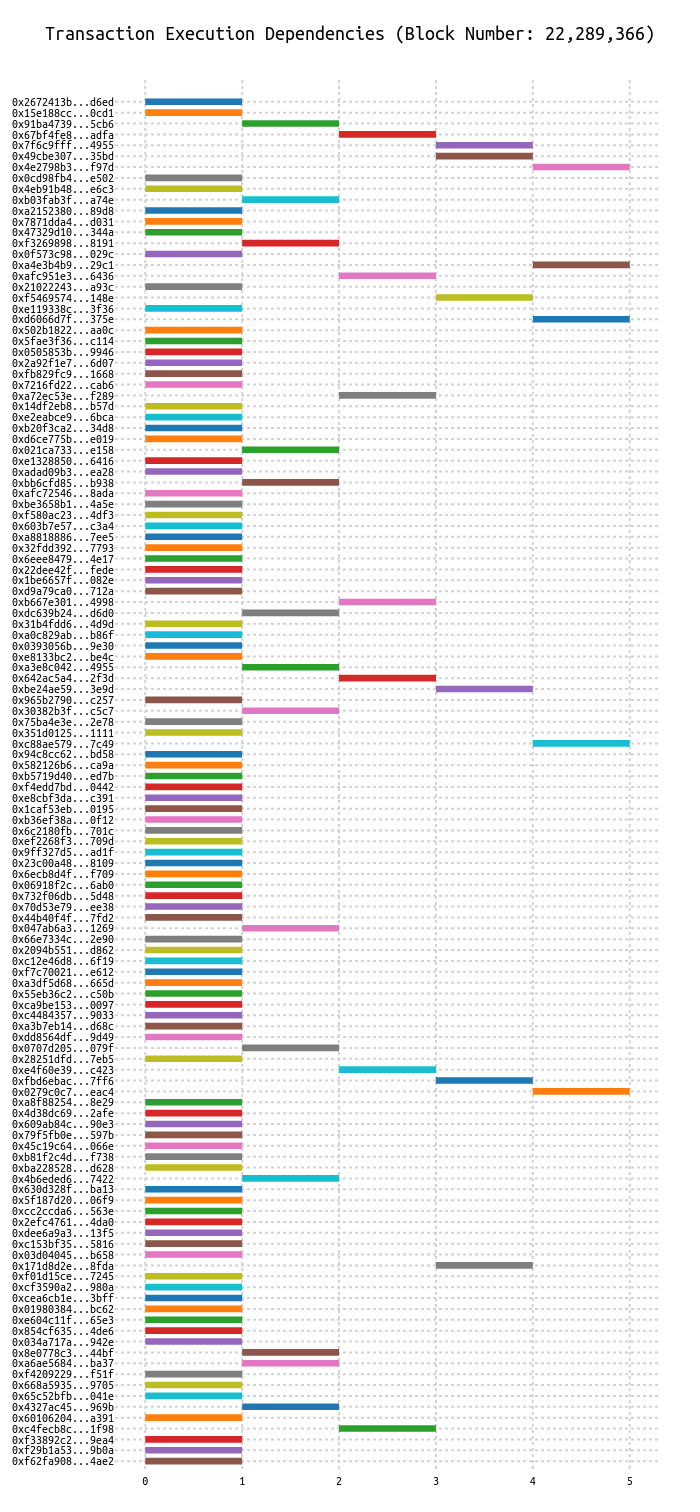 Transaction Execution Dependencies (Block Number: 22,289,366)
0x2672413b...d6ed
0x15e188cc...0cd1
0x91ba4739...5cb6
0x67bf4fe8...adfa
0x7f6c9fff...4955
0x49cbe307...35bd
0x4e2798b3...f97d
0x0cd98fb4...e502
0x4eb91b48...e6c3
0xb03fab3f...a74e
0xa2152380...89d8
0x7871dda4...d031
0x47329d10...344a
0xf3269898...8191
0x0f573c98...029c
0xa4e3b4b9...29c1
0xafc951e3...6436
0x21022243...a93c
0xf5469574...148e
0xe119338c...3f36
0xd6066d7f...375e
0x502b1822...aa0c
0x5fae3f36...c114
0x0505853b...9946
0x2a92f1e7...6d07
0xfb829fc9...1668
0x7216fd22...cab6
0xa72ec53e...f289
0x14df2eb8...b57d
0xe2eabce9...6bca
0xb20f3ca2...34d8
0xd6ce775b...e019
0x021ca733...e158
0xe1328850...6416
0xadad09b3...ea28
0xbb6cfd85...b938
0xafc72546...8ada
0xbe3658b1...4a5e
0xf580ac23...4df3
0x603b7e57...c3a4
0xa8818886...7ee5
0x32fdd392...7793
0x6eee8479...4e17
0x22dee42f...fede
0x1be6657f...082e
0xd9a79ca0...712a
0xb667e301...4998
0xdc639b24...d6d0
0x31b4fdd6...4d9d
0xa0c829ab...b86f
0x0393056b...9e30
0xe8133bc2...be4c
0xa3e8c042...4955
0x642ac5a4...2f3d
0xbe24ae59...3e9d
0x965b2790...c257
0x30382b3f...c5c7
0x75ba4e3e...2e78
0x351d0125...1111
0xc88ae579...7c49
0x94c8cc62...bd58
0x582126b6...ca9a
0xb5719d40...ed7b
0xf4edd7bd...0442
0xe8cbf3da...c391
0x1caf53eb...0195
0xb36ef38a...0f12
0x6c2180fb...701c
0xef2268f3...709d
0x9ff327d5...ad1f
0x23c00a48...8109
0x6ecb8d4f...f709
0x06918f2c...6ab0
0x732f06db...5d48
0x70d53e79...ee38
0x44b40f4f...7fd2
0x047ab6a3...1269
0x66e7334c...2e90
0x2094b551...d862
0xc12e46d8...6f19
0xf7c70021...e612
0xa3df5d68...665d
0x55eb36c2...c50b
0xca9be153...0097
0xc4484357...9033
0xa3b7eb14...d68c
0xdd8564df...9d49
0x0707d205...079f
0x28251dfd...7eb5
0xe4f60e39...c423
0xfbd6ebac...7ff6
0x0279c0c7...eac4
0xa8f88254...8e29
0x4d38dc69...2afe
0x609ab84c...90e3
0x79f5fb0e...597b
0x45c19c64...066e
0xb81f2c4d...f738
0xba228528...d628
0x4b6eded6...7422
0x630d328f...ba13
0x5f187d20...06f9
0xcc2ccda6...563e
0x2efc4761...4da0
0xdee6a9a3...13f5
0xc153bf35...5816
0x03d04045...b658
0x171d8d2e...8fda
0xf01d15ce...7245
0xcf3590a2...980a
0xcea6cb1e...3bff
0x01980384...bc62
0xe604c11f...65e3
0x854cf635...4de6
0x034a717a...942e
0x8e0778c3...44bf
0xa6ae5684...ba37
0xf4209229...f51f
0x668a5935...9705
0x65c52bfb...041e
0x4327ac45...969b
0x60106204...a391
0xc4fecb8c...1f98
0xf33892c2...9ea4
0xf29b1a53...9b0a
0xf62fa908...4ae2
0 1 2 3 4 5